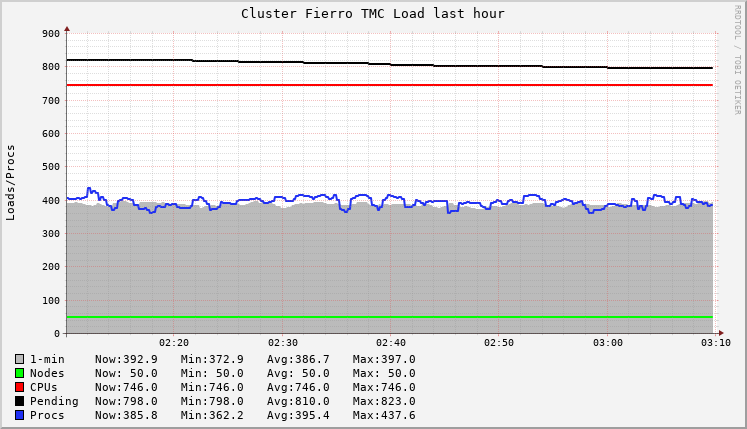 Cluster Fierro TMC Load last hour
RRDTOOL / TOBI OETIKER
Loads/Procs
900
800
700
600
500
400
300
200
100
0
02:20 02:30 02:40 02:50 03:00 03:10
1-min Now:392.9 Min:372.9 Avg:386.7 Max:397.0
Nodes Now: 50.0 Min: 50.0 Avg: 50.0 Max: 50.0
CPUs Now:746.0 Min:746.0 Avg:746.0 Max:746.0
Pending Now:798.0 Min:798.0 Avg:810.0 Max:823.0
Procs Now:385.8 Min:362.2 Avg:395.4 Max:437.6